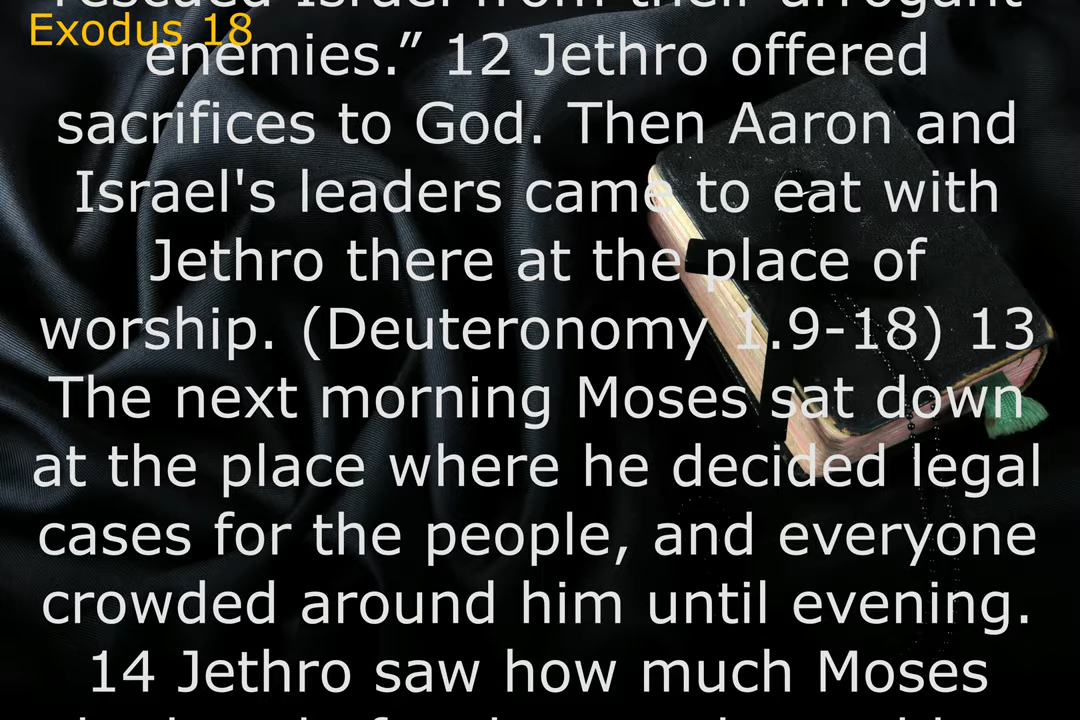 Exodus 18
rescued Israel from their arrogant
enemies.” 12 Jethro offered
sacrifices to God. Then Aaron and
Israel's leaders came to eat with
Jethro there at the place of
worship. (Deuteronomy 1.9-18) 13
The next morning Moses sat down
at the place where he decided legal
cases for the people, and everyone
crowded around him until evening.
14 Jethro saw how much Moses